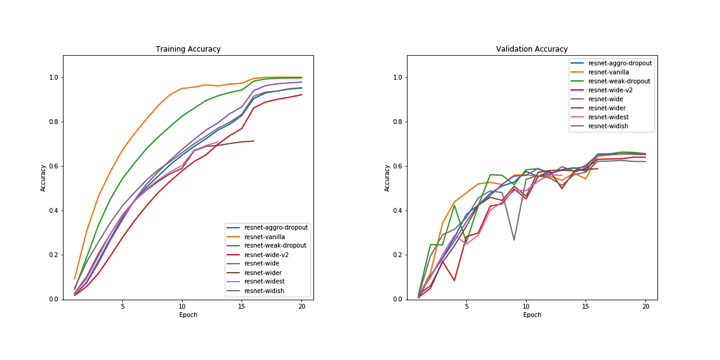 Training Accuracy
1.0
0.8
0.6
0.4
0.2
0.0
Accuracy
5
10
15
20
Epoch
resnet-aggro-dropout
resnet-vanilla
resnet-weak-dropout
resnet-wide-v2
resnet-wide
resnet-wider
resnet-widest
resnet-widish
Validation Accuracy
1.0
0.8
0.6
0.4
0.2
0.0
Accuracy
5
10
15
20
Epoch
resnet-aggro-dropout
resnet-vanilla
resnet-weak-dropout
resnet-wide-v2
resnet-wide
resnet-wider
resnet-widest
resnet-widish